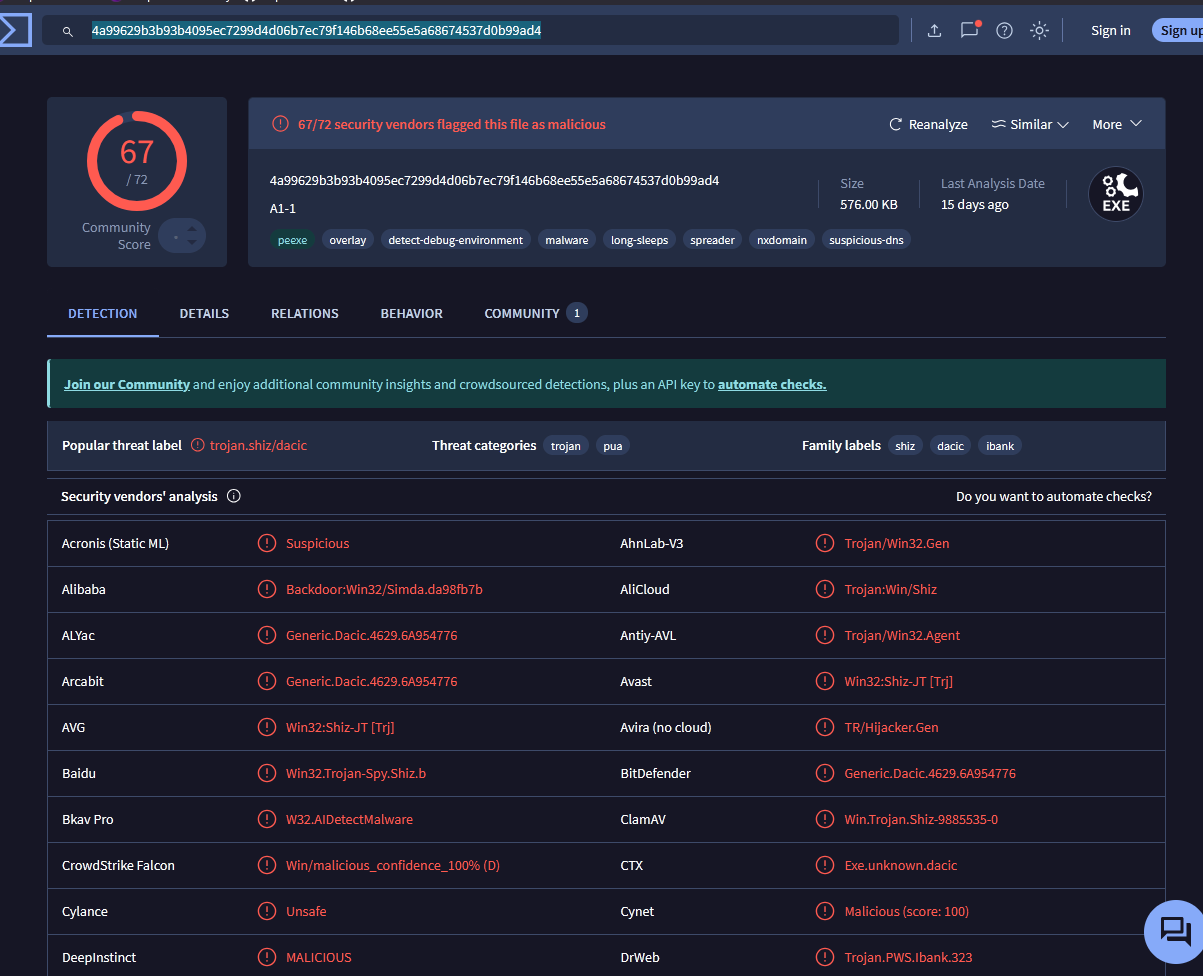 4a99629b3b93b4095ec7299d4d06b7ec79f146b68ee55e5a68674537d0b99ad4
Sign in
Sign up
67
/ 72
Community
Score
67/72 security vendors flagged this file as malicious
Reanalyze
Similar
More
4a99629b3b93b4095ec7299d4d06b7ec79f146b68ee55e5a68674537d0b99ad4
A1-1
Size
576.00 KB
Last Analysis Date
15 days ago
EXE
peexe
overlay
detect-debug-environment
malware
long-sleeps
spreader
nxdomain
suspicious-dns
DETECTION
DETAILS
RELATIONS
BEHAVIOR
COMMUNITY 1
Join our Community and enjoy additional community insights and crowdsourced detections, plus an API key to automate checks.
Popular threat label trojan.shiz/dacic
Threat categories trojan pua
Family labels shiz dacic ibank
Security vendors' analysis
Do you want to automate checks?
Acronis (Static ML) Suspicious
AhnLab-V3 Trojan/Win32.Gen
Alibaba Backdoor:Win32/Simda.da98fb7b
AliCloud Trojan:Win/Shiz
ALYac Generic.Dacic.4629.6A954776
Antiy-AVL Trojan/Win32.Agent
Arcabit Generic.Dacic.4629.6A954776
Avast Win32:Shiz-JT [Trj]
AVG Win32:Shiz-JT [Trj]
Avira (no cloud) TR/Hijacker.Gen
Baidu Win32.Trojan-Spy.Shiz.b
BitDefender Generic.Dacic.4629.6A954776
Bkav Pro W32.AIDetectMalware
ClamAV Win.Trojan.Shiz-9885535-0
CrowdStrike Falcon Win/malicious_confidence_100% (D)
CTX Exe.unknown.dacic
Cylance Unsafe
Cynet Malicious (score: 100)
DeepInstinct MALICIOUS
DrWeb Trojan.PWS.Ibank.323